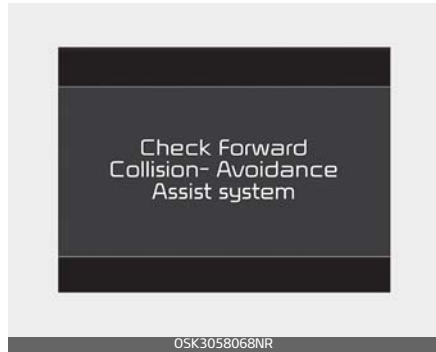 Check Forward
Collision- Avoidance
Assist system
OSK3058068NR